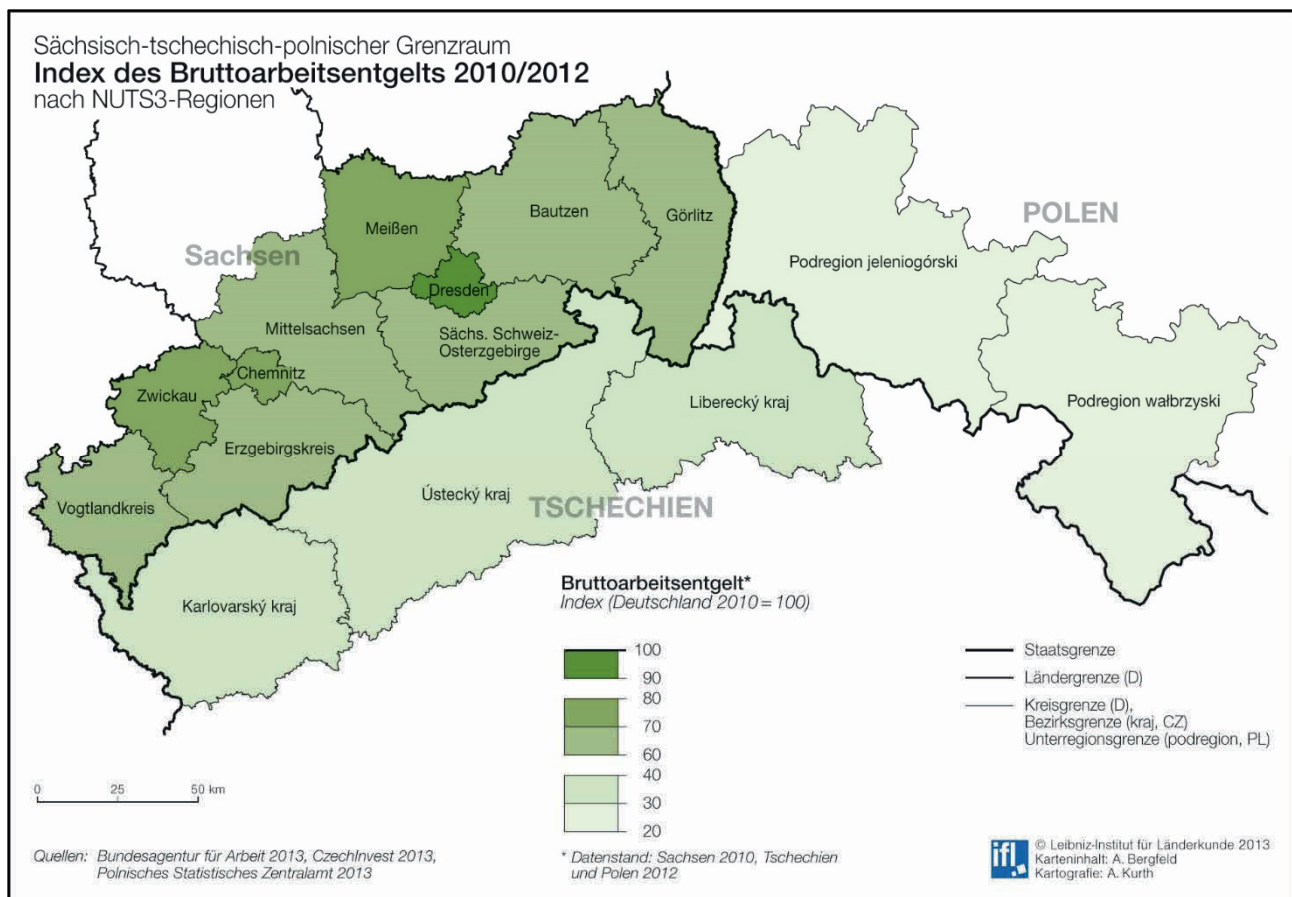 Sächsisch-tschechisch-polnischer Grenzraum
Index des Bruttoarbeitsentgelts 2010/2012
nach NUTS3-Regionen
Sachsen
POLEN
TSCHECHIEN
Meißen
Bautzen
Görlitz
Dresden
Podregion jeleniogórski
Mittelsachsen
Sächs. Schweiz-
Osterzgebirge
Chemnitz
Zwickau
Liberecký kraj
Podregion wałbrzyski
Erzgebirgskreis
Ústecký kraj
Vogtlandkreis
Karlovarský kraj
Bruttoarbeitsentgelt*
Index (Deutschland 2010 = 100)
100
90
80
70
60
40
30
20
Staatsgrenze
Ländergrenze (D)
Kreisgrenze (D),
Bezirksgrenze (kraj, CZ)
Unterregionsgrenze (podregion, PL)
0 25 50 km
Quellen: Bundesagentur für Arbeit 2013, CzechInvest 2013,
Polnisches Statistisches Zentralamt 2013
* Datenstand: Sachsen 2010, Tschechien
und Polen 2012
ifl
© Leibniz-Institut für Länderkunde 2013
Karteninhalt: A. Bergfeld
Kartografie: A. Kurth